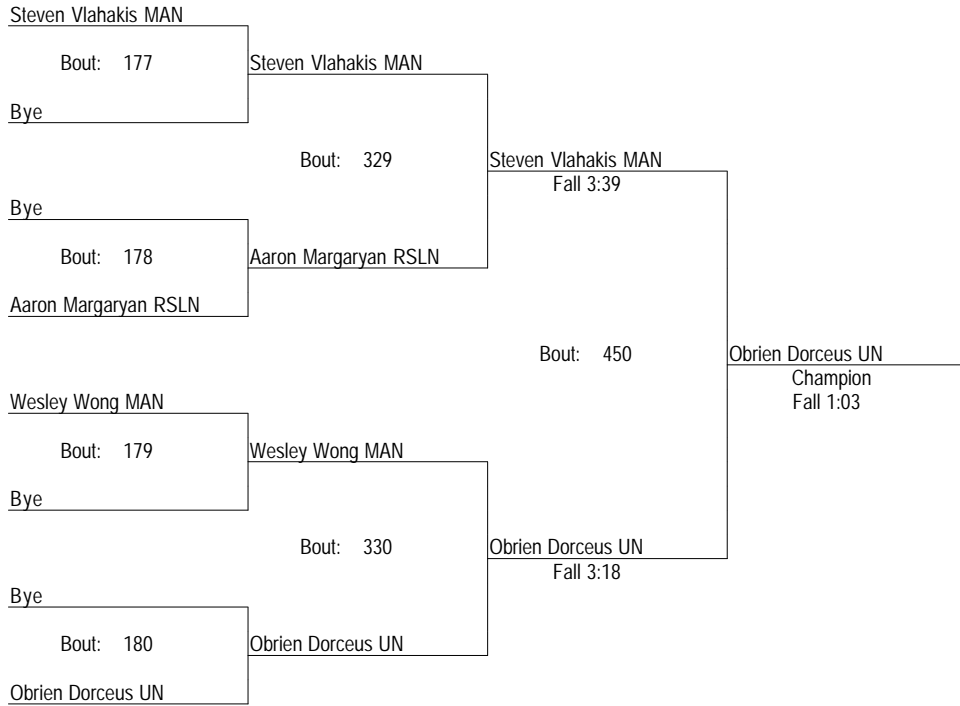 Steven Vlahakis MAN
Bout: 177
Steven Vlahakis MAN
Bye
Bout: 329
Steven Vlahakis MAN
Fall 3:39
Bye
Bout: 178
Aaron Margaryan RSLN
Aaron Margaryan RSLN
Bout: 450
Obrien Dorceus UN
Champion
Fall 1:03
Wesley Wong MAN
Bout: 179
Wesley Wong MAN
Bye
Bout: 330
Obrien Dorceus UN
Fall 3:18
Bye
Bout: 180
Obrien Dorceus UN
Obrien Dorceus UN